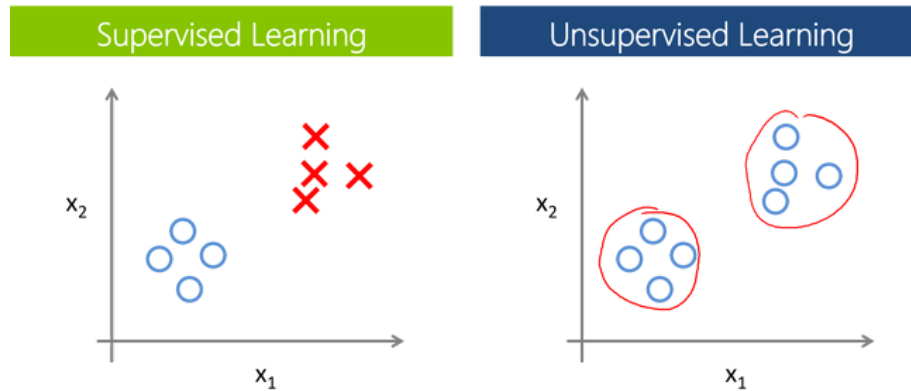 Supervised Learning
Unsupervised Learning
x₂
x₁
x₂
x₁